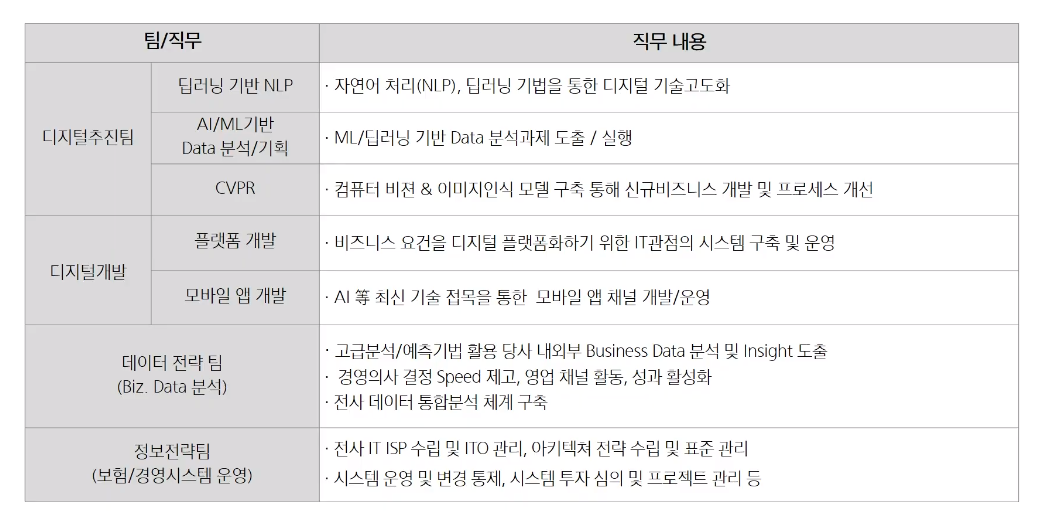 팀/직무
직무 내용
디지털추진팀
딥러닝 기반 NLP
· 자연어 처리(NLP), 딥러닝 기법을 통한 디지털 기술고도화
AI/ML기반
Data 분석/기획
· ML/딥러닝 기반 Data 분석과제 도출 / 실행
CVPR
· 컴퓨터 비젼 & 이미지인식 모델 구축 통해 신규비즈니스 개발 및 프로세스 개선
디지털개발
플랫폼 개발
· 비즈니스 요건을 디지털 플랫폼화하기 위한 IT관점의 시스템 구축 및 운영
모바일 앱 개발
· AI 等 최신 기술 접목을 통한 모바일 앱 채널 개발/운영
데이터 전략 팀
(Biz. Data 분석)
· 고급분석/예측기법 활용 당사 내외부 Business Data 분석 및 Insight 도출
· 경영의사 결정 Speed 제고, 영업 채널 활동, 성과 활성화
· 전사 데이터 통합분석 체계 구축
정보전략팀
(보험/경영시스템 운영)
· 전사 IT ISP 수립 및 ITO 관리, 아키텍쳐 전략 수립 및 표준 관리
· 시스템 운영 및 변경 통제, 시스템 투자 심의 및 프로젝트 관리 등